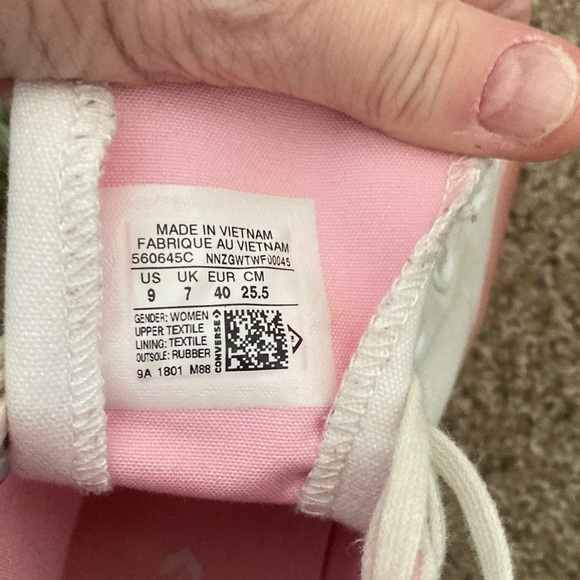 MADE IN VIETNAM
FABRIQUE AU VIETNAM
560645C NNZGWTWF00045
US UK EUR CM
9 7 40 25.5
GENDER: WOMEN
UPPER: TEXTILE
LINING: TEXTILE
OUTSOLE: RUBBER
9A 1801 M88
CONVERSE